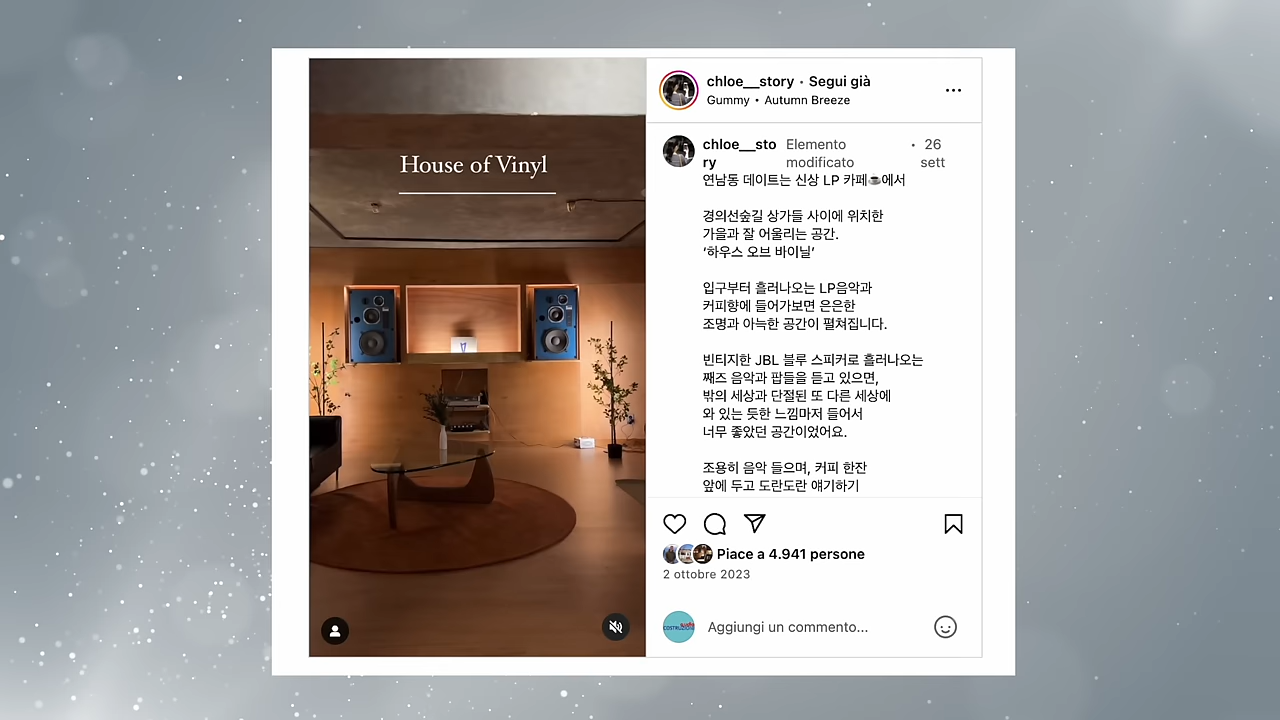 House of Vinyl
chloe__story • Segui già
Gummy • Autumn Breeze
chloe__sto
ry
Elemento
modificato
• 26
sett
연남동 데이트는 신상 LP 카페☕에서
경의선숲길 상가들 사이에 위치한
가을과 잘 어울리는 공간.
‘하우스 오브 바이닐’
입구부터 흘러나오는 LP음악과
커피향에 들어가보면 은은한
조명과 아늑한 공간이 펼쳐집니다.
빈티지한 JBL 블루 스피커로 흘러나오는
째즈 음악과 팝들을 듣고 있으면,
밖의 세상과 단절된 또 다른 세상에
와 있는 듯한 느낌마저 들어서
너무 좋았던 공간이었어요.
조용히 음악 들으며, 커피 한잔
앞에 두고 도란도란 얘기하기
Piace a 4.941 persone
2 ottobre 2023
Aggiungi un commento...